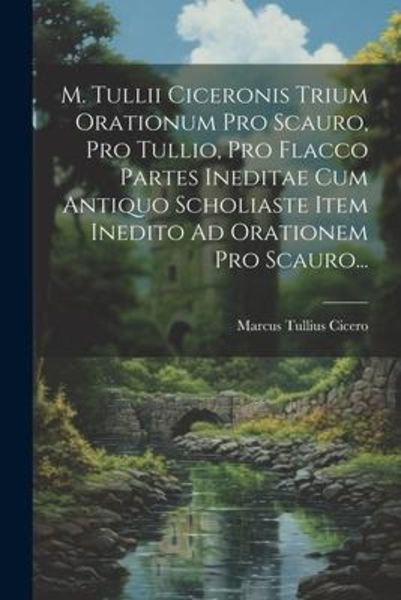 M. Tullii Ciceronis Trium
Orationum Pro Scauro,
Pro Tullio, Pro Flacco
Partes Ineditae Cum
Antiquo Scholiaste Item
Inedito Ad Orationem
Pro Scauro...
Marcus Tullius Cicero